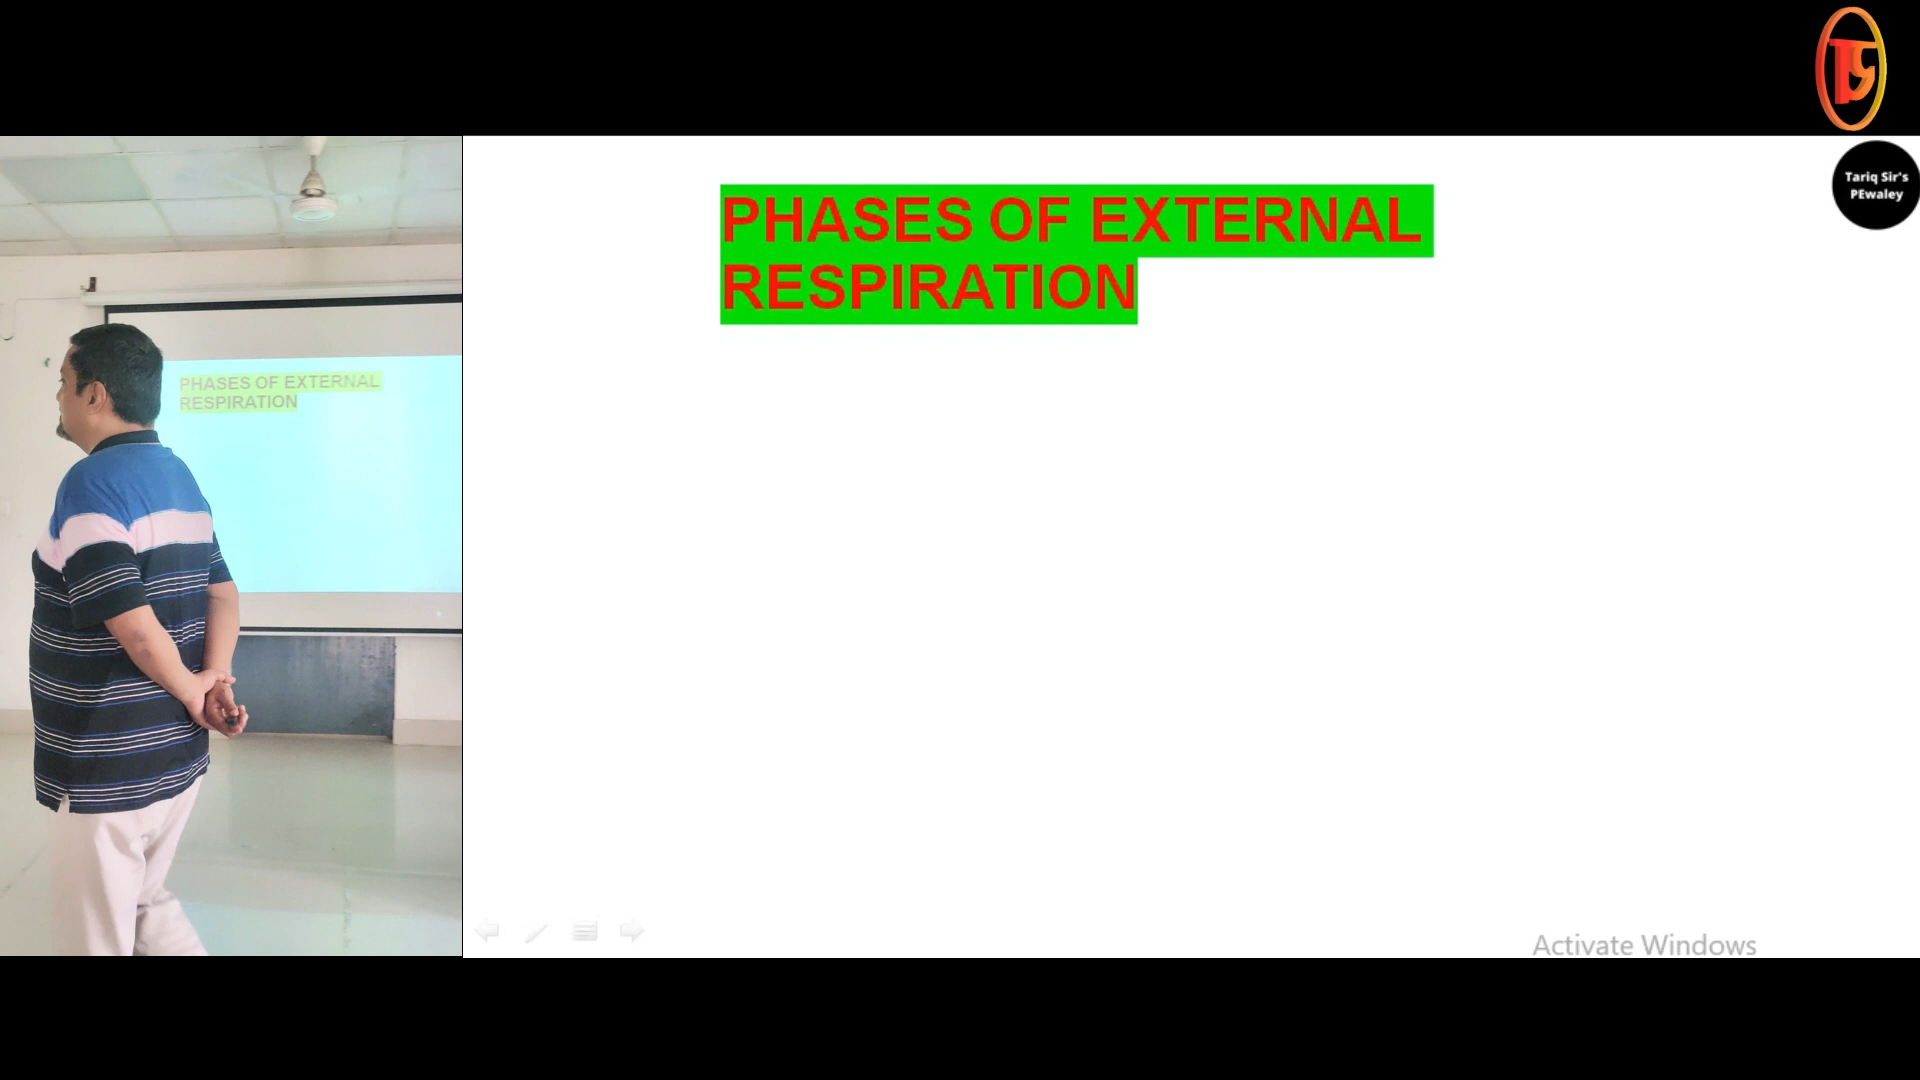 PHASES OF EXTERNAL
RESPIRATION
Tariq Sir's
PEwaley
PHASES OF EXTERNAL
RESPIRATION
Activate Windows